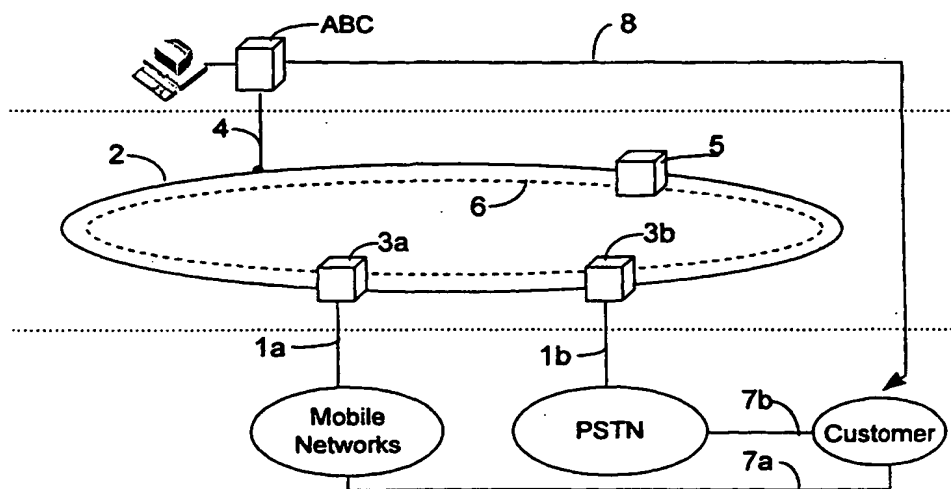 ABC
8
4
2
5
6
3a
3b
1a
1b
Mobile
Networks
PSTN
7b
Customer
7a